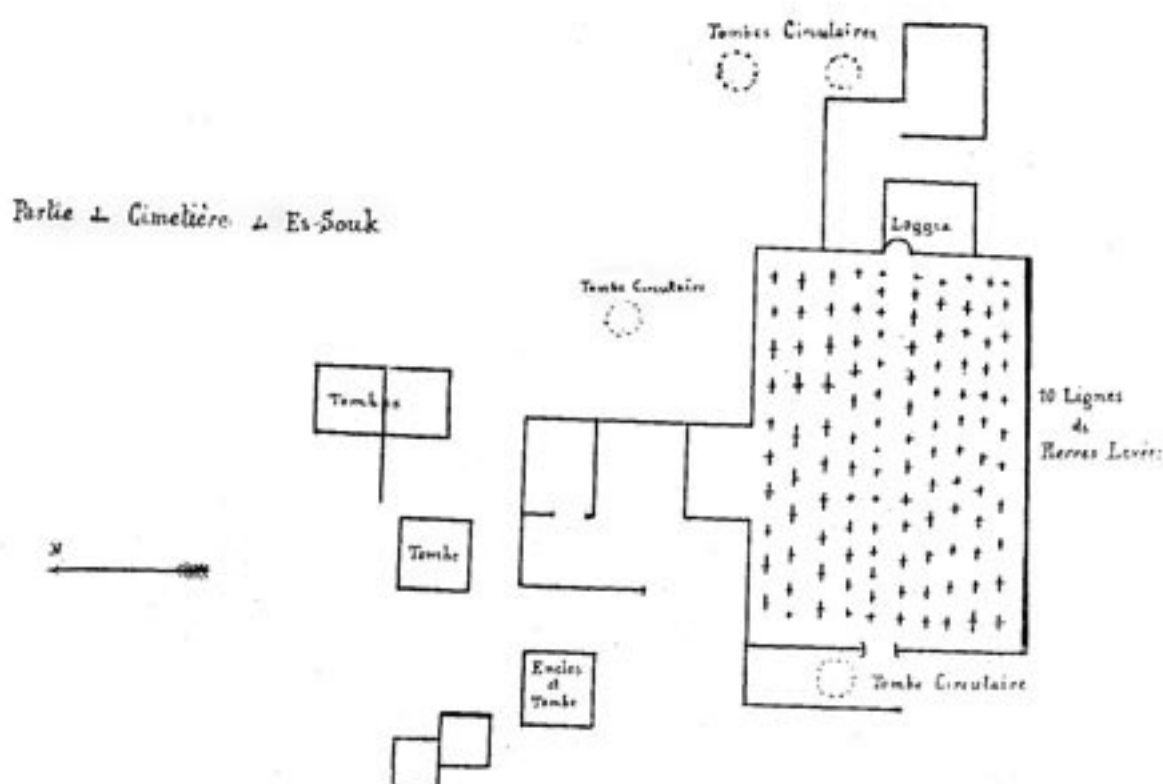 Tombes Circulaires
Partie de Cimetière de Es-Souk
Loggia
Tombe Circulaire
Tombes
10 Lignes
de
Pierres Levées
N
Tombe
Enclos
et
Tombe
Tombe Circulaire